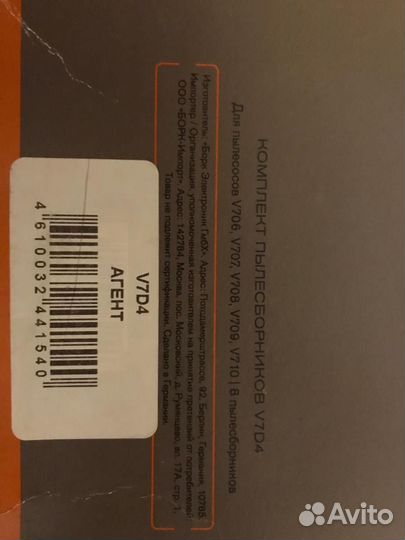 КОМПЛЕКТ ПЫЛЕСБОРНИКОВ V7D4
Для пылесосов V706, V707, V708, V709, V710 | 8 пылесборников
Изготовитель: «Борк Электроник ГмбХ». Адрес: Потсдамерштрассе, 92, Берлин, Германия, 10785.
Импортер / Организация, уполномоченная изготовителем на принятие претензий от потребителей:
ООО «БОРК-Импорт». Адрес: 142784, Москва, пос. Московский, д. Румянцево, вл. 17А, стр. 1.
Товар не подлежит сертификации. Сделано в Германии.
V7D4
АГЕНТ
4 610032 441540
Avito